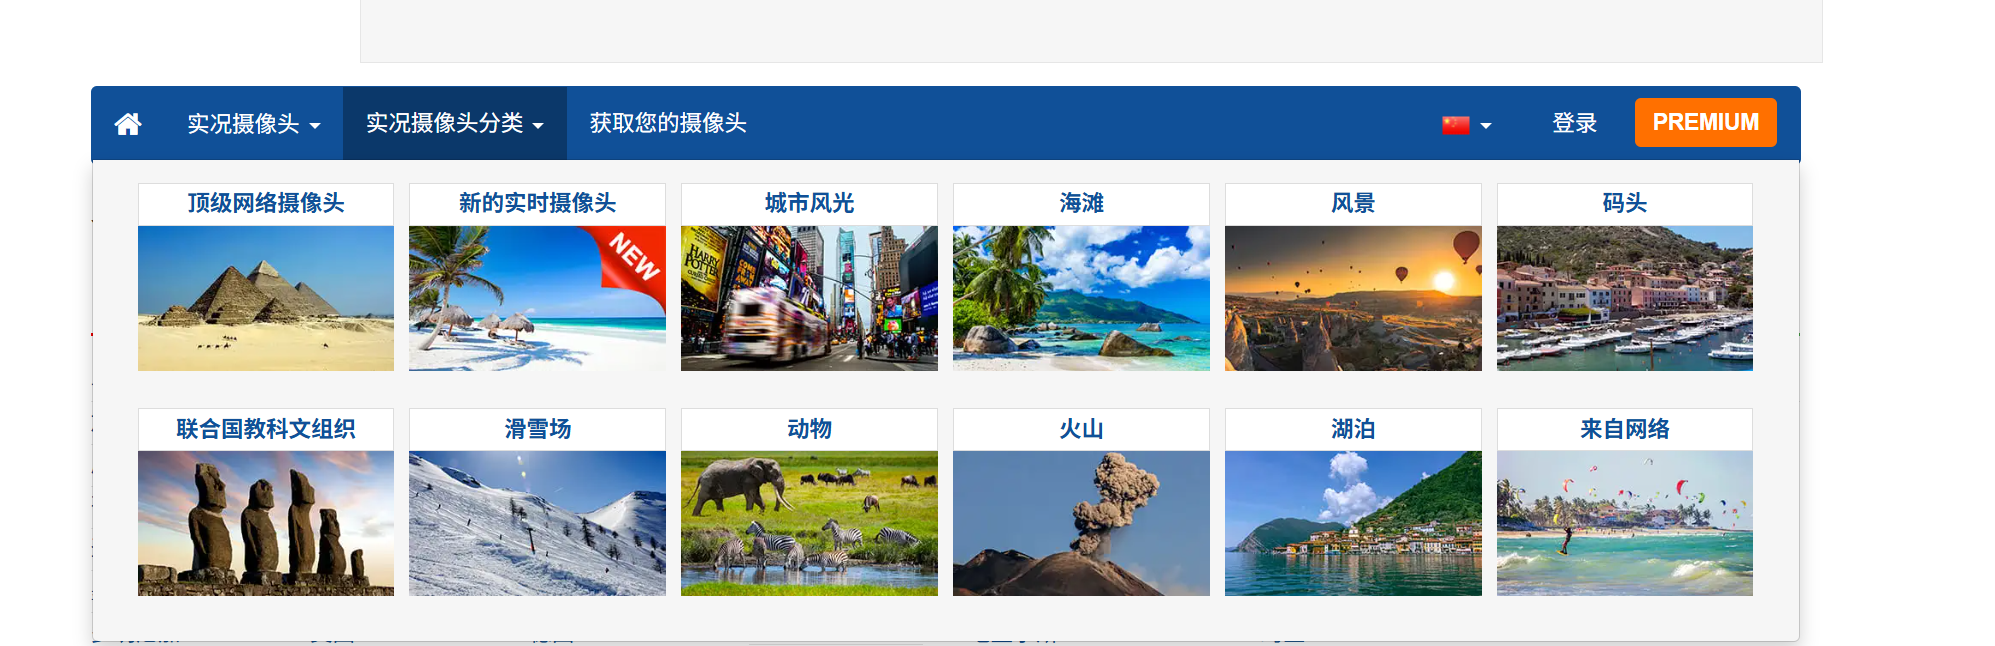 实况摄像头
实况摄像头分类
获取您的摄像头
登录
PREMIUM
顶级网络摄像头
新的实时摄像头
城市风光
海滩
风景
码头
NEW
HARRY
POTTER
联合国教科文组织
滑雪场
动物
火山
湖泊
来自网络